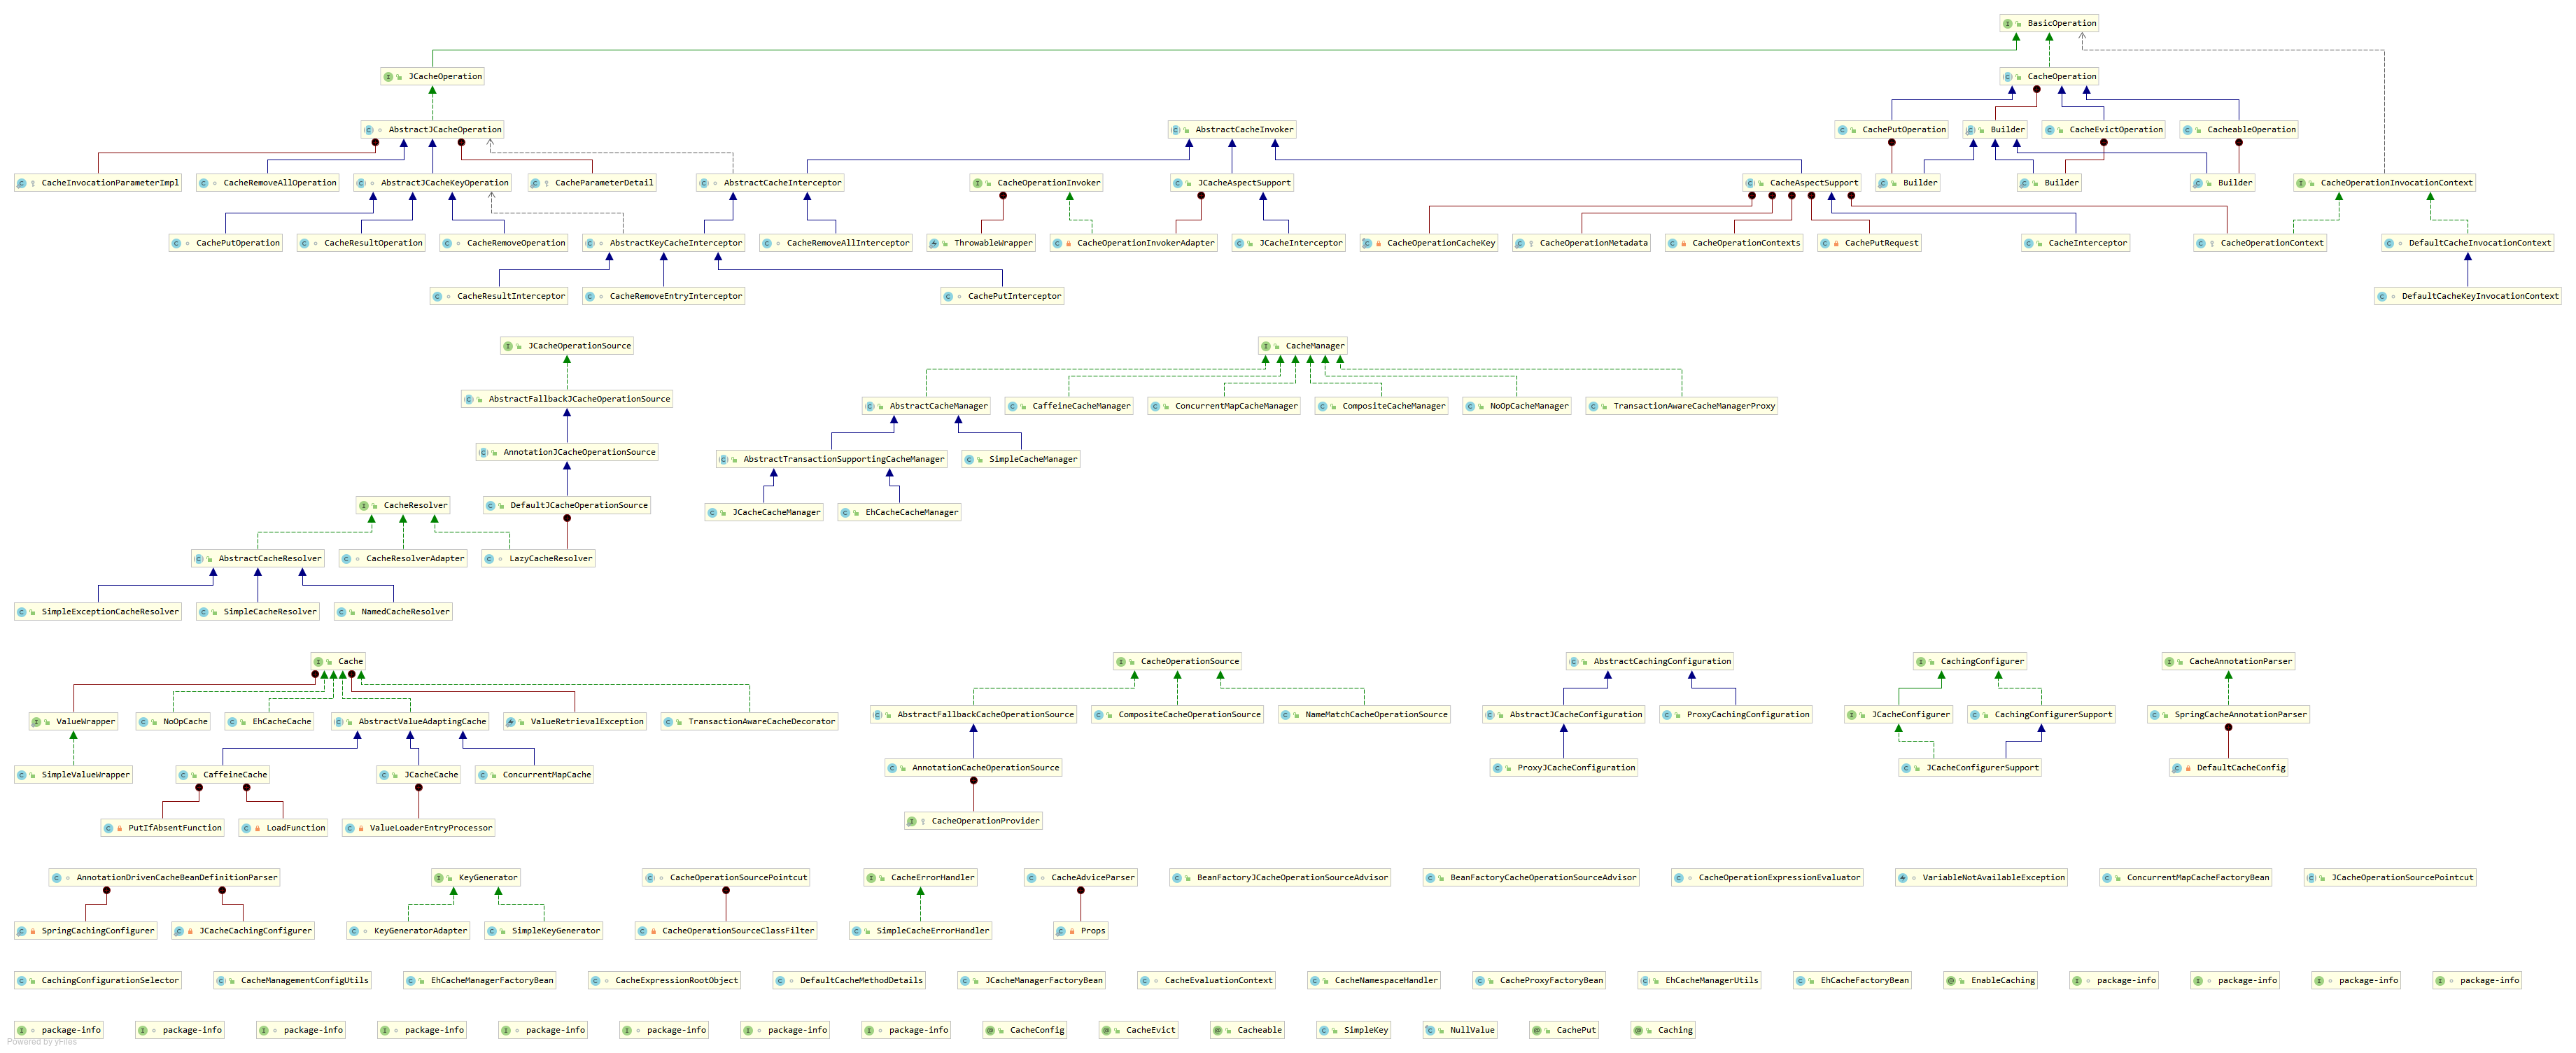 BasicOperation
JCacheOperation
CacheOperation
AbstractJCacheOperation
AbstractCacheInvoker
CachePutOperation
Builder
CacheEvictOperation
CacheableOperation
CacheInvocationParameterImpl
CacheRemoveAllOperation
AbstractJCacheKeyOperation
CacheParameterDetail
AbstractCacheInterceptor
CacheOperationInvoker
JCacheAspectSupport
CacheAspectSupport
Builder
Builder
Builder
CacheOperationInvocationContext
CachePutOperation
CacheResultOperation
CacheRemoveOperation
AbstractKeyCacheInterceptor
CacheRemoveAllInterceptor
ThrowableWrapper
CacheOperationInvokerAdapter
JCacheInterceptor
CacheOperationCacheKey
CacheOperationMetadata
CacheOperationContexts
CachePutRequest
CacheInterceptor
CacheOperationContext
DefaultCacheInvocationContext
CacheResultInterceptor
CacheRemoveEntryInterceptor
CachePutInterceptor
DefaultCacheKeyInvocationContext
JCacheOperationSource
CacheManager
AbstractFallbackJCacheOperationSource
AbstractCacheManager
CaffeineCacheManager
ConcurrentMapCacheManager
CompositeCacheManager
NoOpCacheManager
TransactionAwareCacheManagerProxy
AnnotationJCacheOperationSource
AbstractTransactionSupportingCacheManager
SimpleCacheManager
CacheResolver
DefaultJCacheOperationSource
JCacheCacheManager
EhCacheCacheManager
AbstractCacheResolver
CacheResolverAdapter
LazyCacheResolver
SimpleExceptionCacheResolver
SimpleCacheResolver
NamedCacheResolver
Cache
CacheOperationSource
AbstractCachingConfiguration
CachingConfigurer
CacheAnnotationParser
ValueWrapper
NoOpCache
EhCacheCache
AbstractValueAdaptingCache
ValueRetrievalException
TransactionAwareCacheDecorator
AbstractFallbackCacheOperationSource
CompositeCacheOperationSource
NameMatchCacheOperationSource
AbstractJCacheConfiguration
ProxyCachingConfiguration
JCacheConfigurer
CachingConfigurerSupport
SpringCacheAnnotationParser
SimpleValueWrapper
CaffeineCache
JCacheCache
ConcurrentMapCache
AnnotationCacheOperationSource
ProxyJCacheConfiguration
JCacheConfigurerSupport
DefaultCacheConfig
PutIfAbsentFunction
LoadFunction
ValueLoaderEntryProcessor
CacheOperationProvider
AnnotationDrivenCacheBeanDefinitionParser
KeyGenerator
CacheOperationSourcePointcut
CacheErrorHandler
CacheAdviceParser
BeanFactoryJCacheOperationSourceAdvisor
BeanFactoryCacheOperationSourceAdvisor
CacheOperationExpressionEvaluator
VariableNotAvailableException
ConcurrentMapCacheFactoryBean
JCacheOperationSourcePointcut
SpringCachingConfigurer
JCacheCachingConfigurer
KeyGeneratorAdapter
SimpleKeyGenerator
CacheOperationSourceClassFilter
SimpleCacheErrorHandler
Props
CachingConfigurationSelector
CacheManagementConfigUtils
EhCacheManagerFactoryBean
CacheExpressionRootObject
DefaultCacheMethodDetails
JCacheManagerFactoryBean
CacheEvaluationContext
CacheNamespaceHandler
CacheProxyFactoryBean
EhCacheManagerUtils
EhCacheFactoryBean
EnableCaching
package-info
package-info
package-info
package-info
package-info
package-info
package-info
package-info
package-info
package-info
package-info
package-info
CacheConfig
CacheEvict
Cacheable
SimpleKey
NullValue
CachePut
Caching
Powered by yFiles